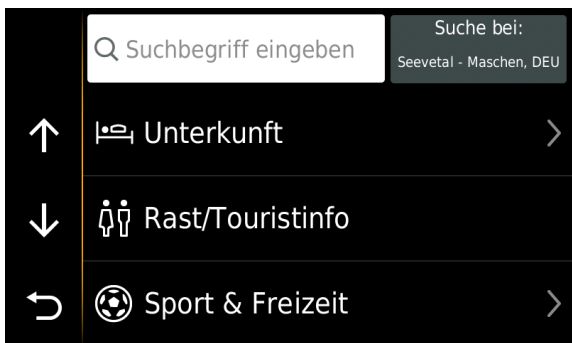 Suchbegriff eingeben
Suche bei:
Seevetal - Maschen, DEU
Unterkunft
Rast/Touristinfo
Sport & Freizeit